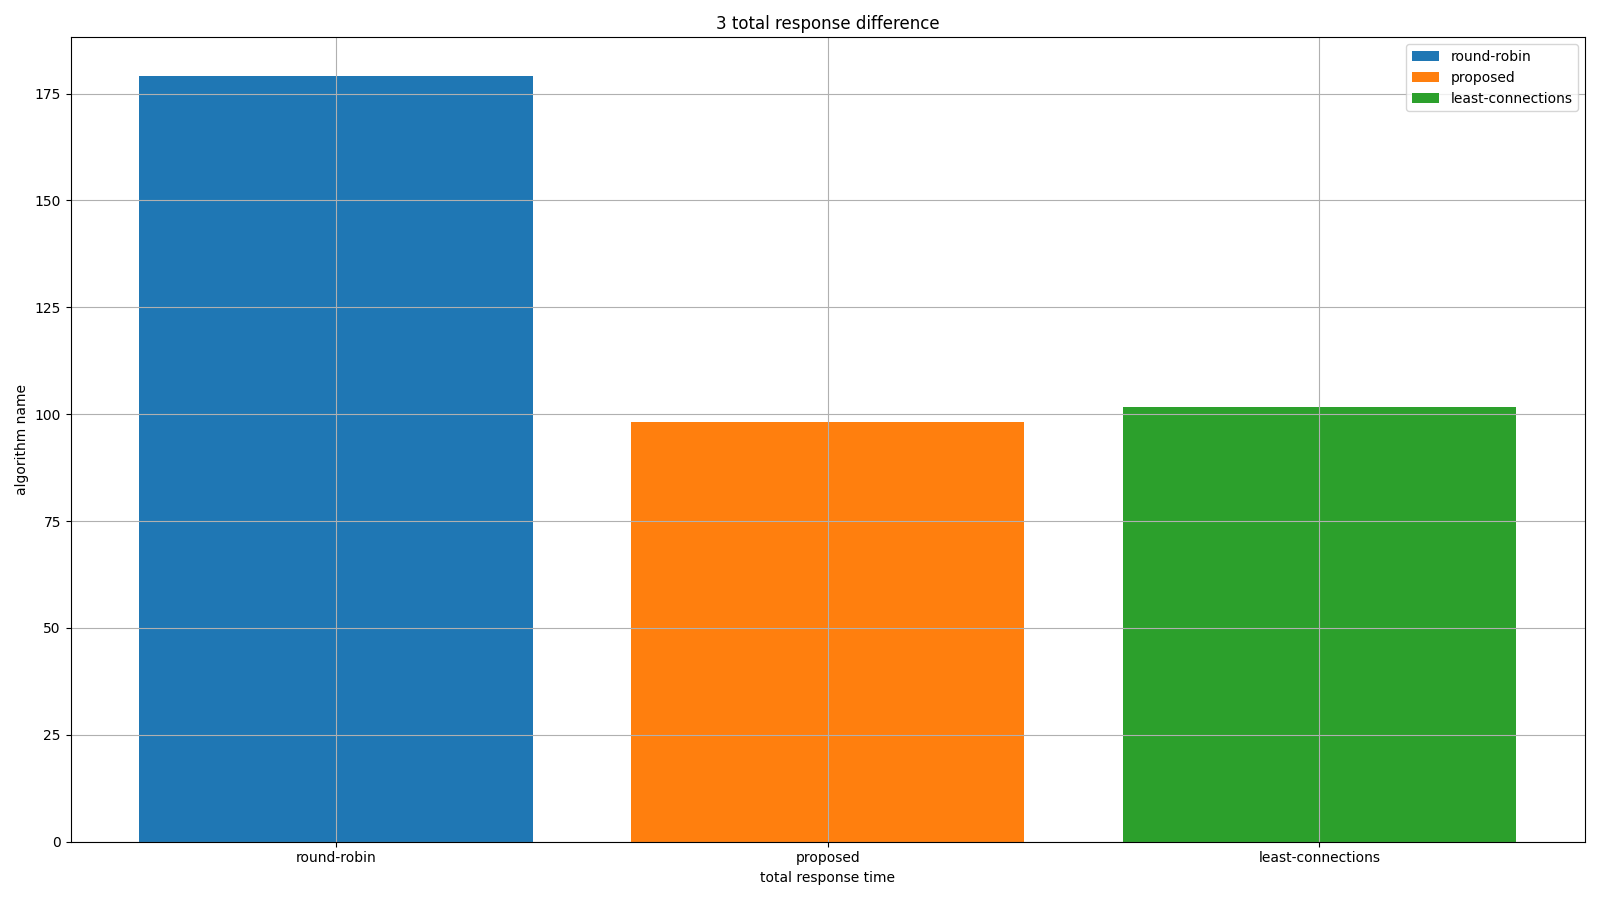 3 total response difference
round-robin
proposed
least-connections
175
150
125
100
75
50
25
0
algorithm name
round-robin
proposed
least-connections
total response time